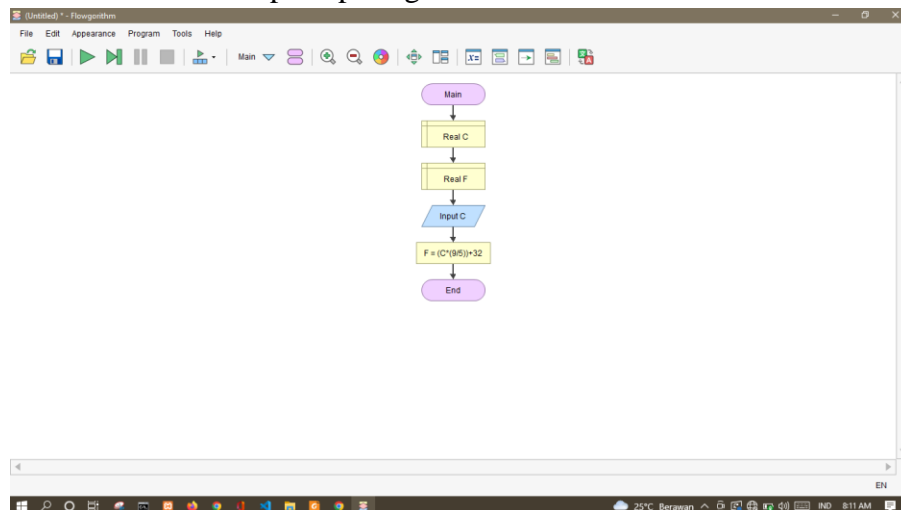 (Untitled) * - Flowgorithm
File Edit Appearance Program Tools Help
Main
X=
Main
Real C
Real F
Input C
F = (C*(9/5))+32
End
EN
25°C Berawan IND 8:11 AM